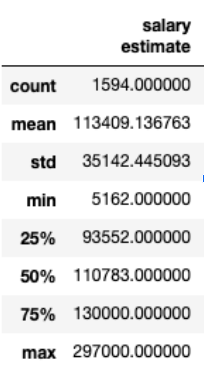 salary
estimate
count 1594.000000
mean 113409.136763
std 35142.445093
min 5162.000000
25% 93552.000000
50% 110783.000000
75% 130000.000000
max 297000.000000